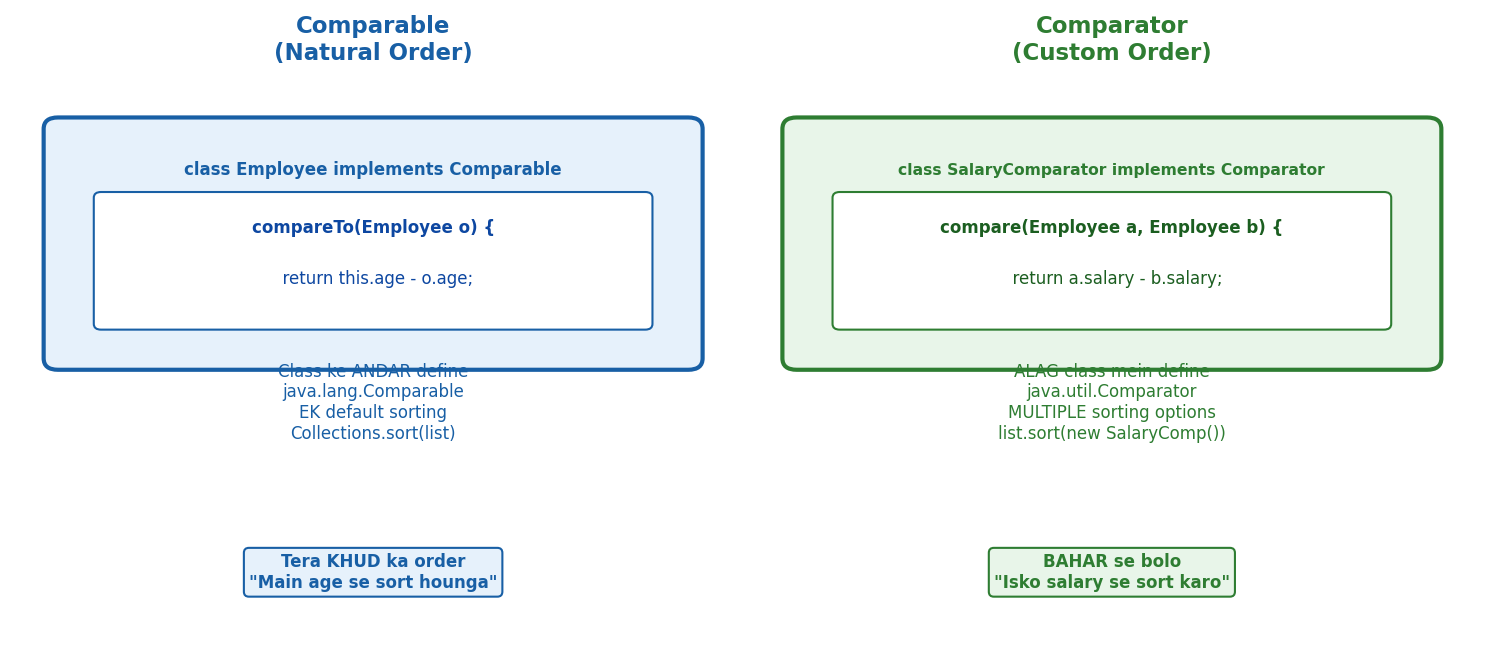 Comparable
(Natural Order)
class Employee implements Comparable
compareTo(Employee o) {
return this.age - o.age;
Class ke ANDAR define
java.lang.Comparable
EK default sorting
Collections.sort(list)
Tera KHUD ka order
"Main age se sort hounga"
Comparator
(Custom Order)
class SalaryComparator implements Comparator
compare(Employee a, Employee b) {
return a.salary - b.salary;
ALAG class mein define
java.util.Comparator
MULTIPLE sorting options
list.sort(new SalaryComp())
BAHAR se bolo
"Isko salary se sort karo"